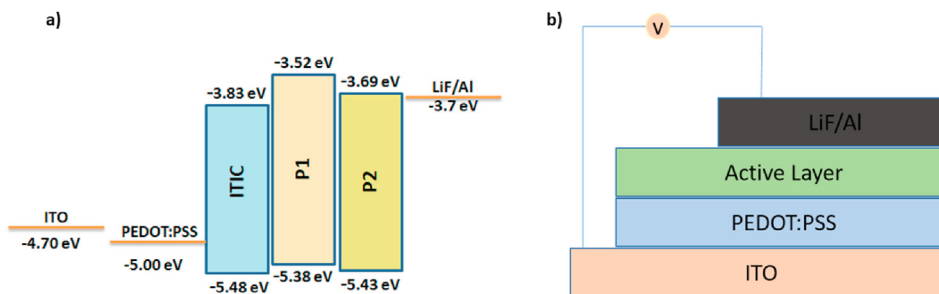 a)
-3.52 eV
-3.83 eV
-3.69 eV
LiF/Al
-3.7 eV
ITIC
P1
P2
ITO
-4.70 eV
PEDOT:PSS
-5.00 eV
-5.48 eV
-5.38 eV
-5.43 eV
b)
V
LiF/Al
Active Layer
PEDOT:PSS
ITO